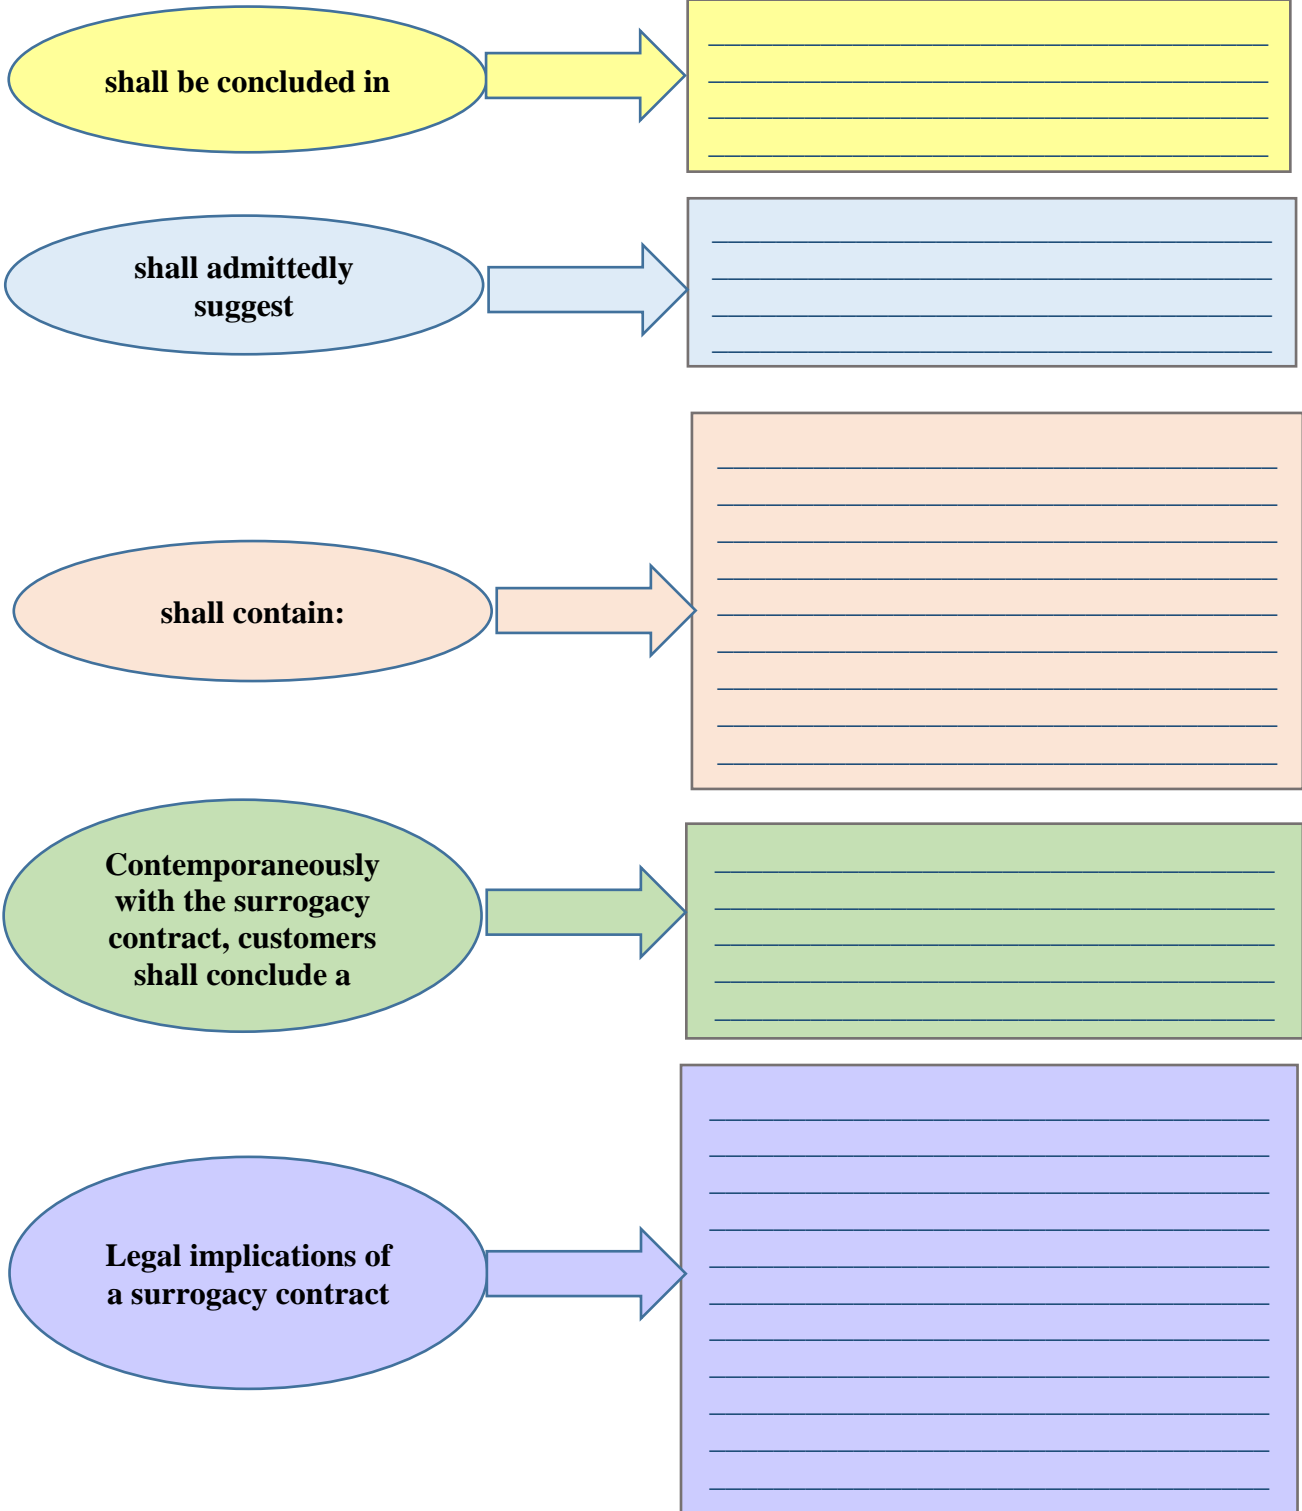 shall be concluded in
shall admittedly
suggest
shall contain:
Contemporaneously
with the surrogacy
contract, customers
shall conclude a
Legal implications of
a surrogacy contract